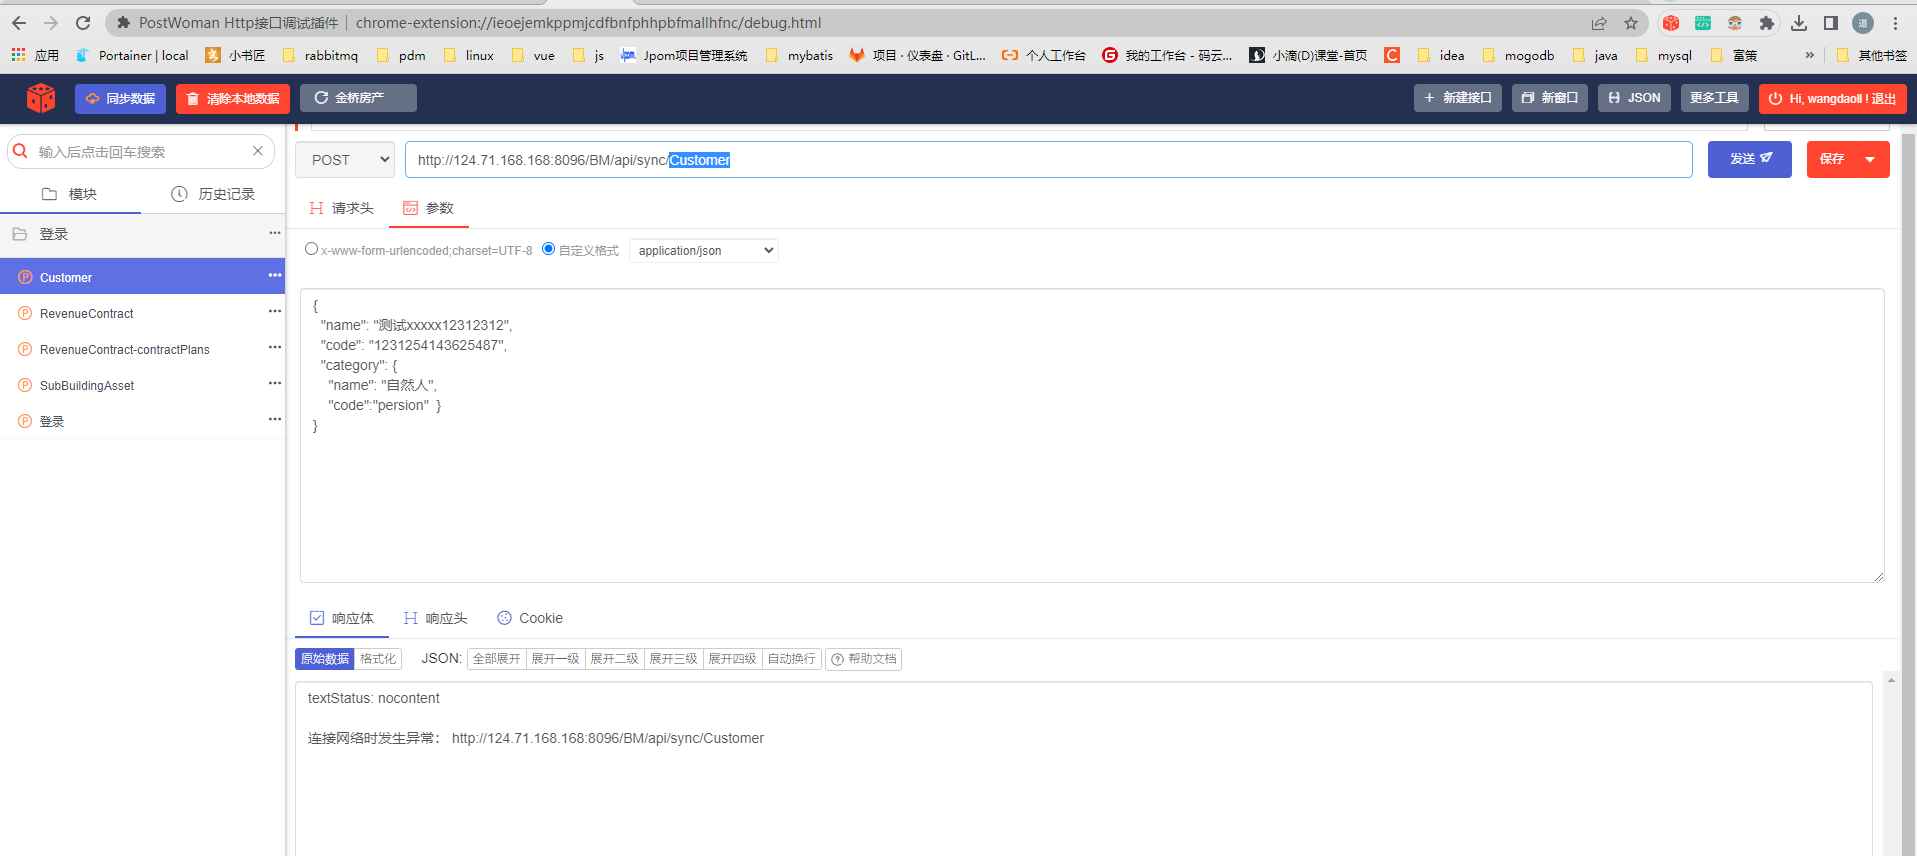 PostWoman Http接口调试插件 | chrome-extension://ieoejemkppmjcdfbnfphhpbfmallhfnc/debug.html
道
应用 Portainer | local 小书匠 rabbitmq pdm linux vue js Jpom项目管理系统 mybatis 项目 · 仪表盘 · GitL... 个人工作台 我的工作台 - 码云... 小滴(D)课堂-首页 idea mogodb java mysql 富策 » 其他书签
同步数据 清除本地数据 金桥房产 新建接口 新窗口 JSON 更多工具 Hi, wangdaoll ! 退出
输入后点击回车搜索
POST http://124.71.168.168:8096/BM/api/sync/Customer 发送 保存
模块 历史记录
请求头 参数
登录
x-www-form-urlencoded;charset=UTF-8 自定义格式 application/json
Customer
RevenueContract
RevenueContract-contractPlans
SubBuildingAsset
登录
{
"name": "测试xxxxx12312312",
"code": "1231254143625487",
"category": {
"name": "自然人",
"code":"persion" }
}
响应体 响应头 Cookie
原始数据 格式化 JSON: 全部展开 展开一级 展开二级 展开三级 展开四级 自动换行 帮助文档
textStatus: nocontent
连接网络时发生异常： http://124.71.168.168:8096/BM/api/sync/Customer